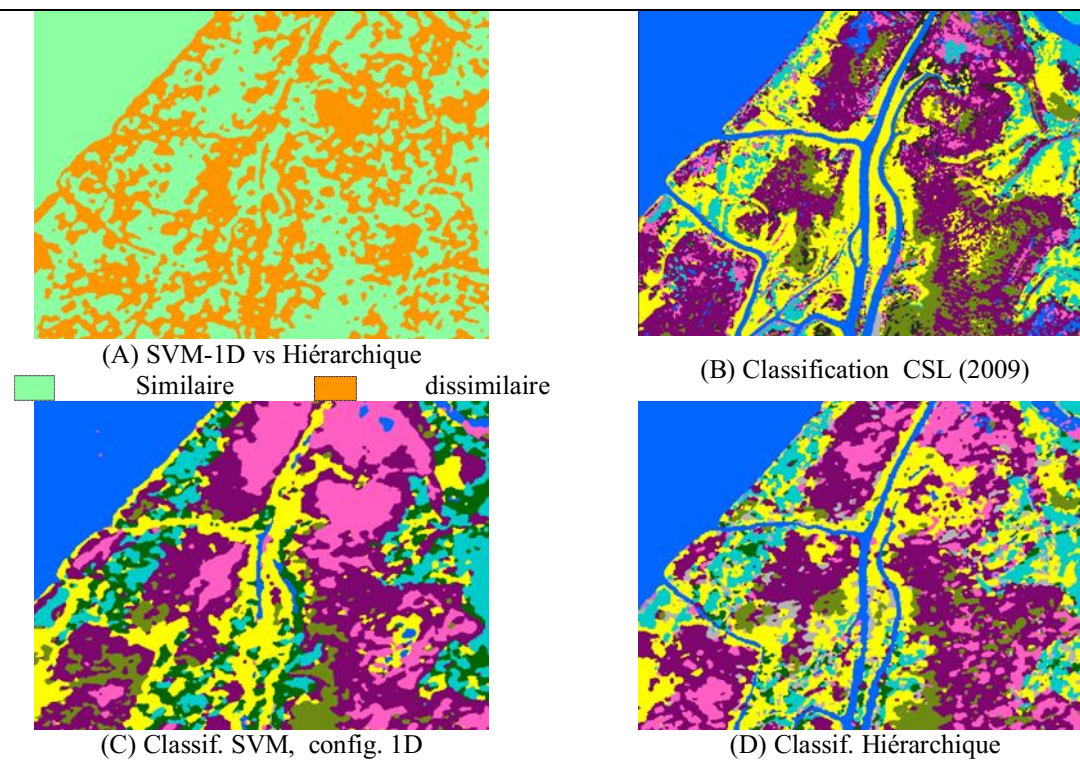 (A) SVM-1D vs Hiérarchique
Similaire dissimilaire
(B) Classification CSL (2009)
(C) Classif. SVM, config. 1D
(D) Classif. Hiérarchique